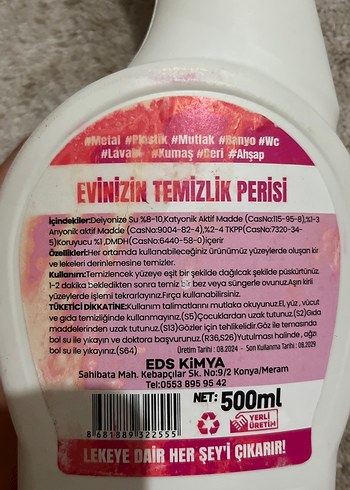 #Metal #Plastik #Mutfak #Banyo #Wc
#Lavabo #Kumaş #Deri #Ahşap
EVİNİZİN TEMİZLİK PERİSİ
İçindekiler:Deiyonize Su %8-10,Katyonik Aktif Madde (CasNo:115-95-8),%1-3
Anyonik aktif Madde (CasNo:9004-82-4),%2-4 TKPP(CasNo:7320-34-
5)Koruyucu %1 ,DMDH(CasNo:6440-58-0)içerir
Özellikleri:Her ortamda kullanabileceğiniz ürünümüz yüzeylerde oluşan kir
ve lekeleri derinlemesine temizler.
Kullanım:Temizlencek yüzeye eşit bir şekilde dağılcak şekilde püskürtünüz.
1-2 dakika bekledikten sonra temiz bir bez veya süngerle ovunuz.Aşırı kirli
yüzeylerde işlemi tekrarlayınız.Fırça kullanabilirsiniz.
TÜKETİCİ DİKKATİNE:Kullanım talimatlarını mutlaka okuyunuz.El, yüz , vücut
ve gıda temizliğinde kullanmayınız.(S5)Çocuklardan uzak tutunuz.(S2)Gıda
maddelerinden uzak tutunuz.(S13)Gözler için tehlikelidir.Göz ile temasında
bol su ile yıkayın ve doktora başvurunuz.(R36,S26)Yutulması halinde , ağzı
bol su ile yıkayınız.(S64)
Üretim Tarihi : 08.2024 - Son Kullanma Tarihi : 08.2029
EDS KİMYA
Sahibata Mah. Kebapçılar Sk. No:9/2 Konya/Meram
Tel:0553 895 95 42
NET: 500ml
8 681889 322555
YERLİ
ÜRETİM
LEKEYE DAİR HER ŞEY'İ ÇIKARIR!